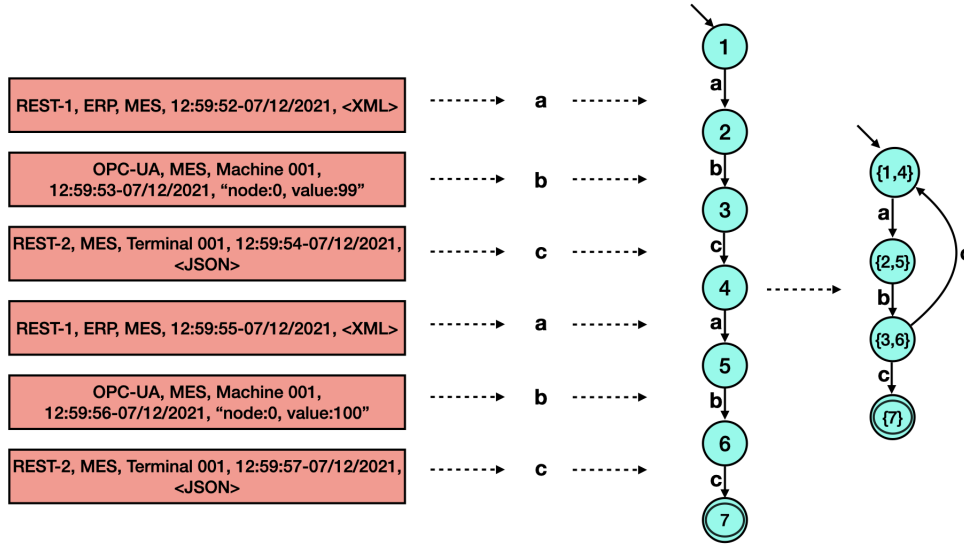 REST-1, ERP, MES, 12:59:52-07/12/2021, <XML>
OPC-UA, MES, Machine 001,
12:59:53-07/12/2021, “node:0, value:99”
REST-2, MES, Terminal 001, 12:59:54-07/12/2021,
<JSON>
REST-1, ERP, MES, 12:59:55-07/12/2021, <XML>
OPC-UA, MES, Machine 001,
12:59:56-07/12/2021, “node:0, value:100”
REST-2, MES, Terminal 001, 12:59:57-07/12/2021,
<JSON>
a
b
c
a
b
c
1
a
2
b
3
c
4
a
5
b
6
c
7
{1,4}
a
{2,5}
b
{3,6}
c
{7}